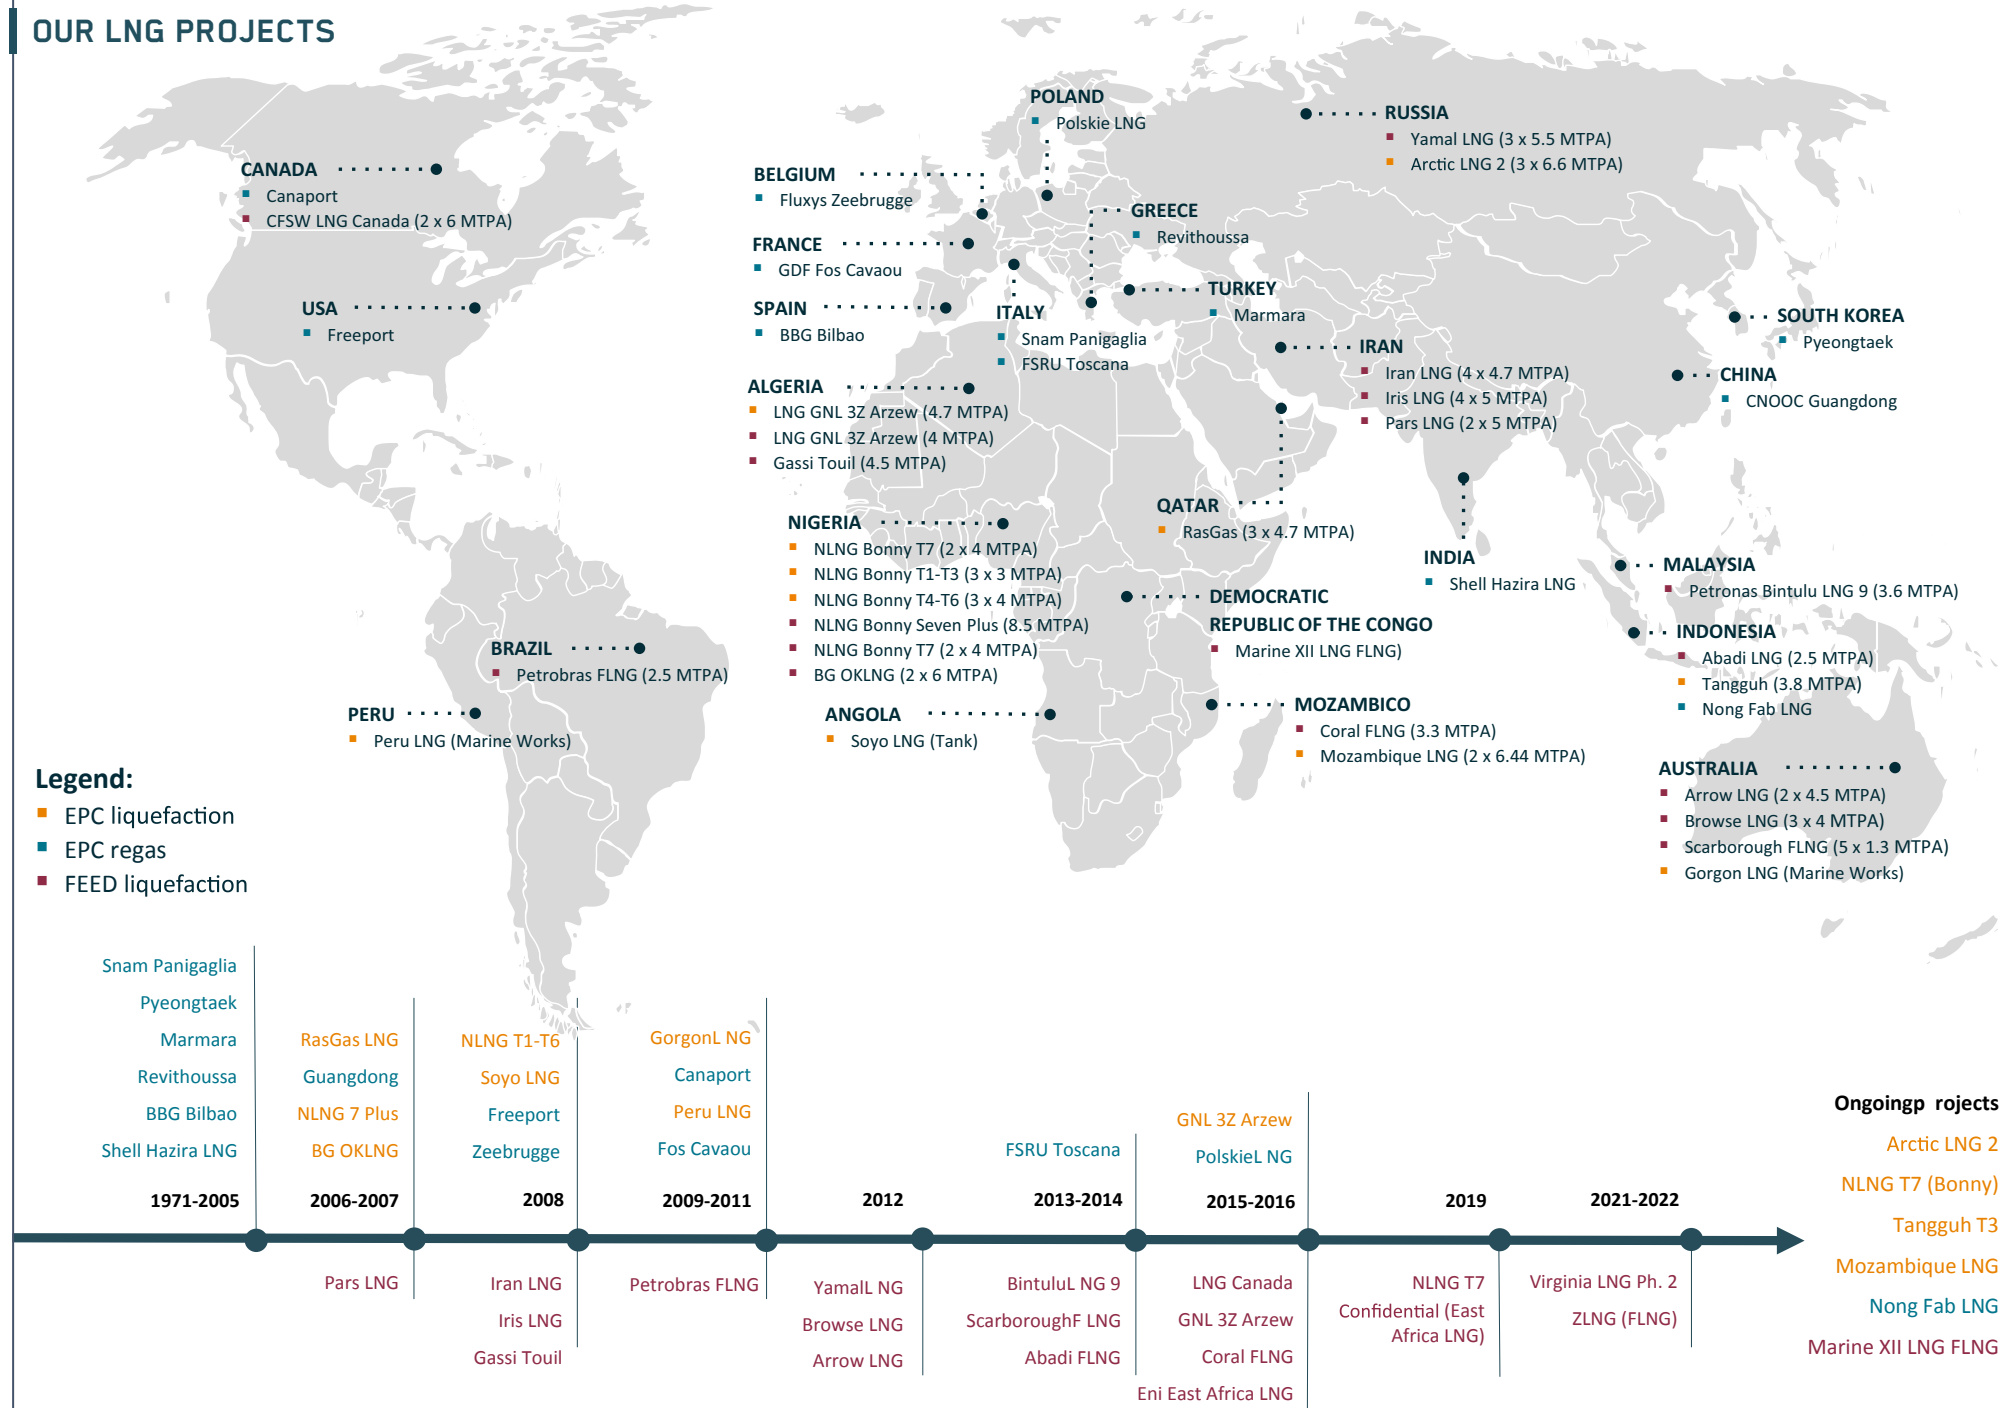 OUR LNG PROJECTS
POLAND
Polskie LNG
RUSSIA
Yamal LNG (3 x 5.5 MTPA)
Arctic LNG 2 (3 x 6.6 MTPA)
CANADA
Canaport
CFSW LNG Canada (2 x 6 MTPA)
BELGIUM
Fluxys Zeebrugge
GREECE
Revithoussa
FRANCE
GDF Fos Cavaou
USA
Freeport
SPAIN
BBG Bilbao
ITALY
Snam Panigaglia
FSRU Toscana
TURKEY
Marmara
IRAN
Iran LNG (4 x 4.7 MTPA)
Iris LNG (4 x 5 MTPA)
Pars LNG (2 x 5 MTPA)
SOUTH KOREA
Pyeongtaek
CHINA
CNOOC Guangdong
ALGERIA
LNG GNL 3Z Arzew (4.7 MTPA)
LNG GNL 3Z Arzew (4 MTPA)
Gassi Touil (4.5 MTPA)
QATAR
RasGas (3 x 4.7 MTPA)
NIGERIA
NLNG Bonny T7 (2 x 4 MTPA)
NLNG Bonny T1-T3 (3 x 3 MTPA)
NLNG Bonny T4-T6 (3 x 4 MTPA)
NLNG Bonny Seven Plus (8.5 MTPA)
NLNG Bonny T7 (2 x 4 MTPA)
BG OKLNG (2 x 6 MTPA)
INDIA
Shell Hazira LNG
MALAYSIA
Petronas Bintulu LNG 9 (3.6 MTPA)
DEMOCRATIC
REPUBLIC OF THE CONGO
Marine XII LNG FLNG)
INDONESIA
Abadi LNG (2.5 MTPA)
Tangguh (3.8 MTPA)
Nong Fab LNG
BRAZIL
Petrobras FLNG (2.5 MTPA)
PERU
Peru LNG (Marine Works)
ANGOLA
Soyo LNG (Tank)
MOZAMBICO
Coral FLNG (3.3 MTPA)
Mozambique LNG (2 x 6.44 MTPA)
AUSTRALIA
Arrow LNG (2 x 4.5 MTPA)
Browse LNG (3 x 4 MTPA)
Scarborough FLNG (5 x 1.3 MTPA)
Gorgon LNG (Marine Works)
Legend:
EPC liquefaction
EPC regas
FEED liquefaction
Snam Panigaglia
Pyeongtaek
Marmara
Revithoussa
BBG Bilbao
Shell Hazira LNG
1971-2005
RasGas LNG
Guangdong
NLNG 7 Plus
BG OKLNG
2006-2007
Pars LNG
NLNG T1-T6
Soyo LNG
Freeport
Zeebrugge
2008
Iran LNG
Iris LNG
Gassi Touil
GorgonL NG
Canaport
Peru LNG
Fos Cavaou
2009-2011
Petrobras FLNG
2012
YamalL NG
Browse LNG
Arrow LNG
FSRU Toscana
2013-2014
BintuluL NG 9
ScarboroughF LNG
Abadi FLNG
GNL 3Z Arzew
PolskieL NG
2015-2016
LNG Canada
GNL 3Z Arzew
Coral FLNG
Eni East Africa LNG
2019
NLNG T7
Confidential (East
Africa LNG)
2021-2022
Virginia LNG Ph. 2
ZLNG (FLNG)
Ongoingp rojects
Arctic LNG 2
NLNG T7 (Bonny)
Tangguh T3
Mozambique LNG
Nong Fab LNG
Marine XII LNG FLNG